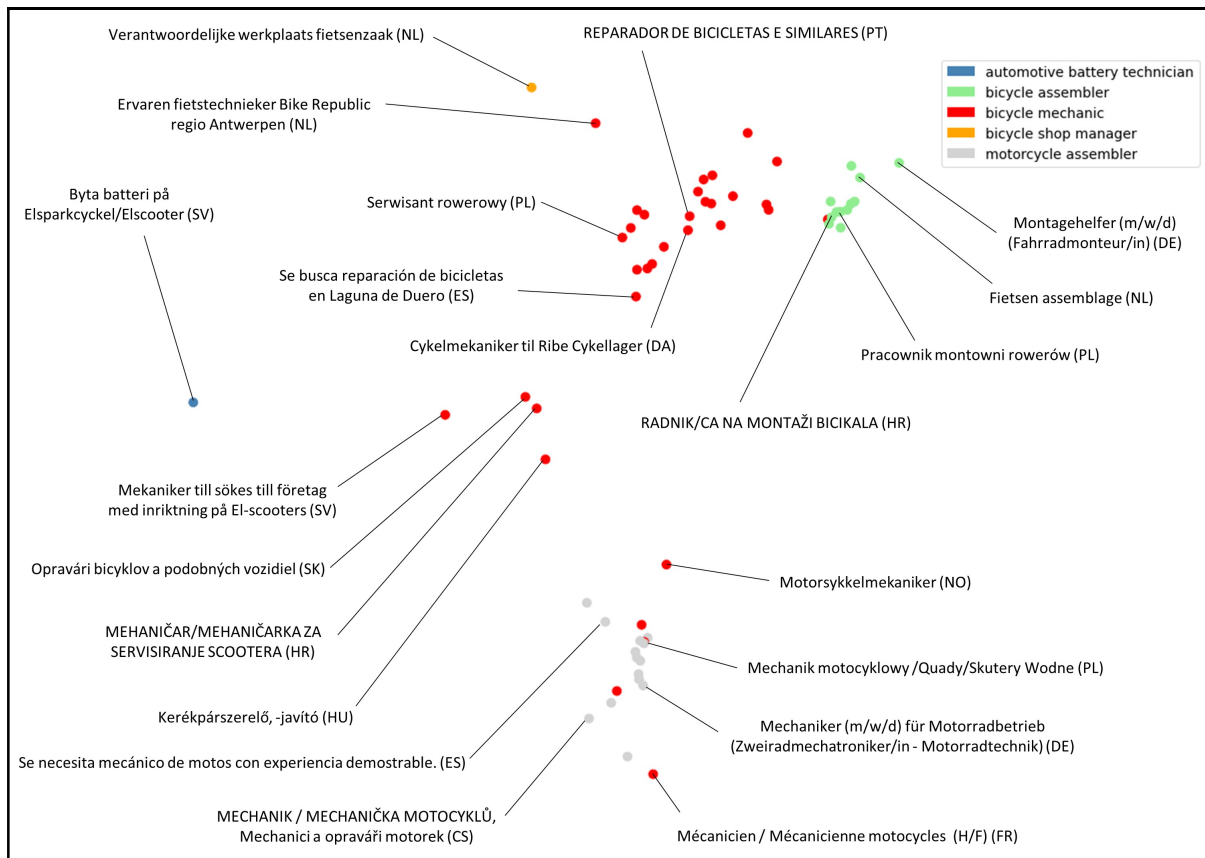 Verantwoordelijke werkplaats fietsenzaak (NL)
REPARADOR DE BICICLETAS E SIMILARES (PT)
automotive battery technician
bicycle assembler
bicycle mechanic
bicycle shop manager
motorcycle assembler
Ervaren fietstechnieker Bike Republic
regio Antwerpen (NL)
Byta batteri på
Elsparkcyckel/Elscooter (SV)
Serwisant rowerowy (PL)
Montagehelfer (m/w/d)
(Fahrradmonteur/in) (DE)
Se busca reparación de bicicletas
en Laguna de Duero (ES)
Fietsen assemblage (NL)
Cykelmekaniker til Ribe Cykellager (DA)
Pracownik montowni rowerów (PL)
RADNIK/CA NA MONTAŽI BICIKALA (HR)
Mekaniker till sökes till företag
med inriktning på El-scooters (SV)
Opravári bicyklov a podobných vozidiel (SK)
Motorsykkelmekaniker (NO)
MEHANIČAR/MEHANIČARKA ZA
SERVISIRANJE SCOOTERA (HR)
Mechanik motocyklowy /Quady/Skutery Wodne (PL)
Kerékpárszerelő, -javító (HU)
Mechaniker (m/w/d) für Motorradbetrieb
(Zweiradmechatroniker/in - Motorradtechnik) (DE)
Se necesita mecánico de motos con experiencia demostrable. (ES)
MECHANIK / MECHANIČKA MOTOCYKLŮ,
Mechanici a opraváři motorek (CS)
Mécanicien / Mécanicienne motocycles (H/F) (FR)